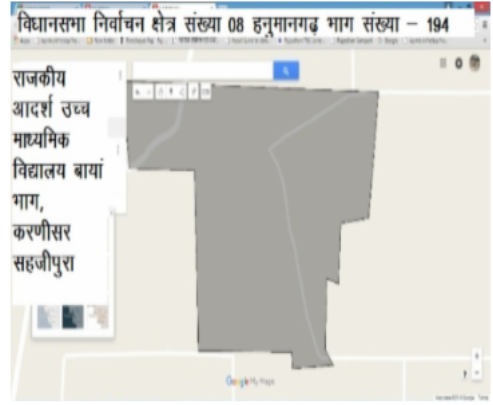 विधानसभा निर्वाचन क्षेत्र संख्या 08 हनुमानगढ़ भाग संख्या – 194
राजकीय
आदर्श उच्च
माध्यमिक
विद्यालय बायां
भाग,
करणीसर
सहजीपुरा
Google My Maps